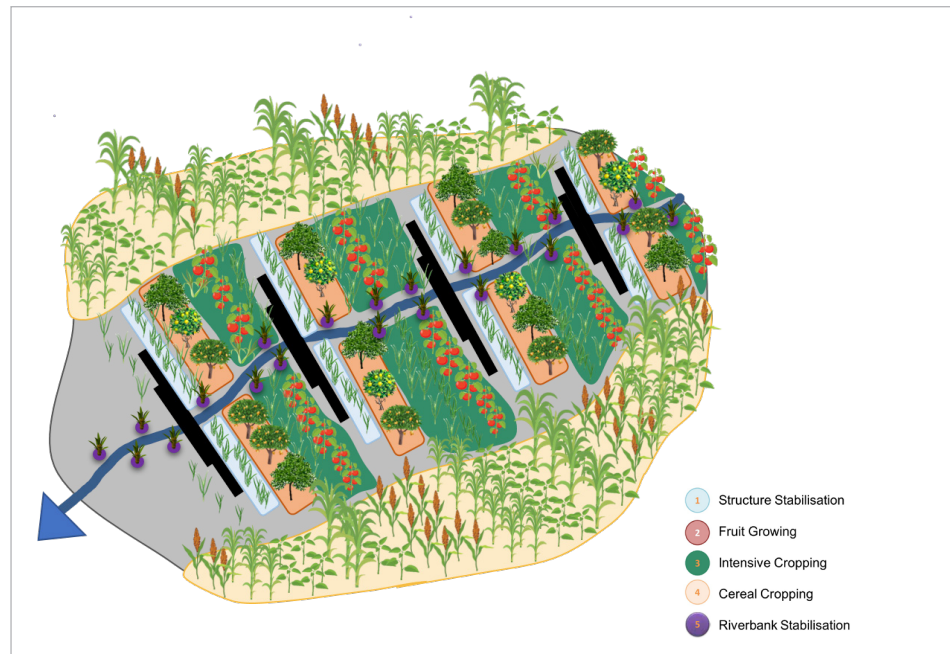 1 Structure Stabilisation
2 Fruit Growing
3 Intensive Cropping
4 Cereal Cropping
5 Riverbank Stabilisation